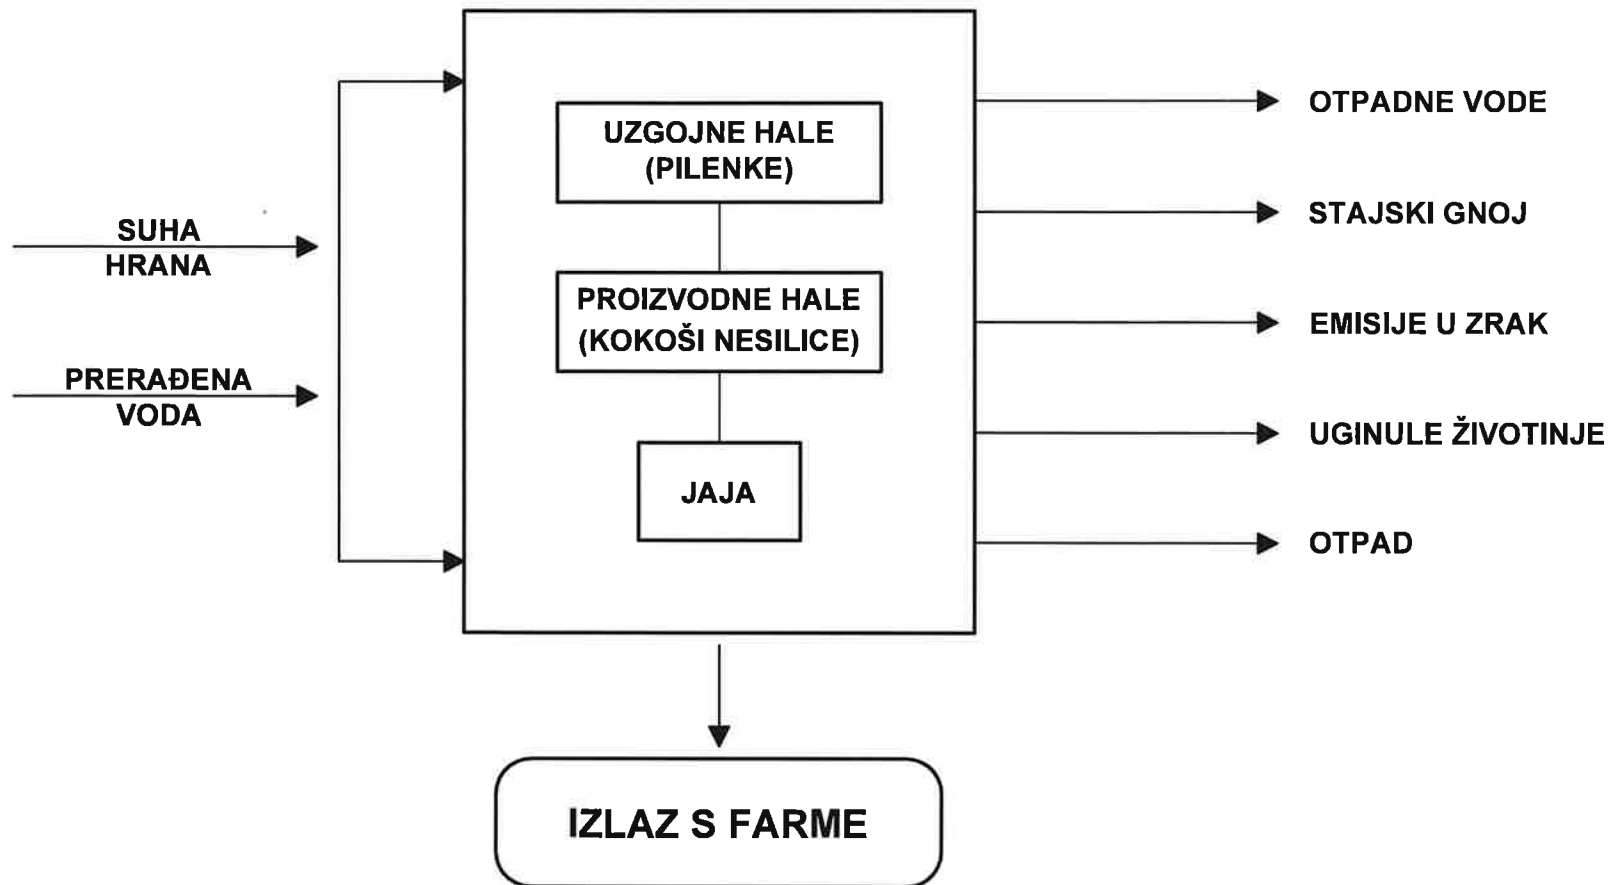 SUHA
HRANA
PRERAĐENA
VODA
UZGOJNE HALE
(PILENKE)
PROIZVODNE HALE
(KOKOŠI NESILICE)
JAJA
OTPADNE VODE
STAJSKI GNOJ
EMISIJE U ZRAK
UGINULE ŽIVOTINJE
OTPAD
IZLAZ S FARME